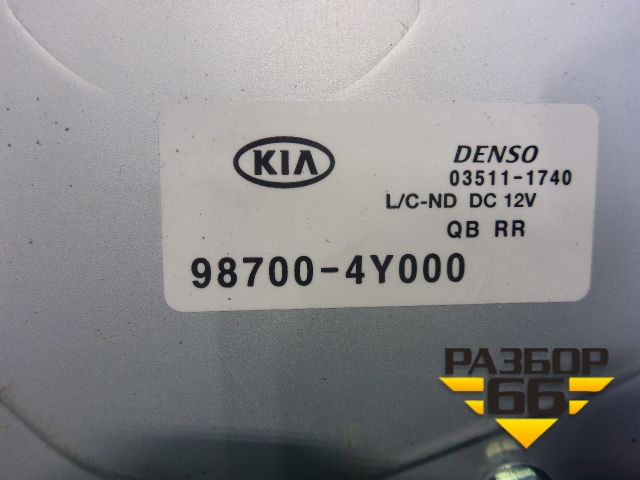 KIA
DENSO
03511-1740
L/C-ND DC 12V
QB RR
98700-4Y000
РАЗБОР
66